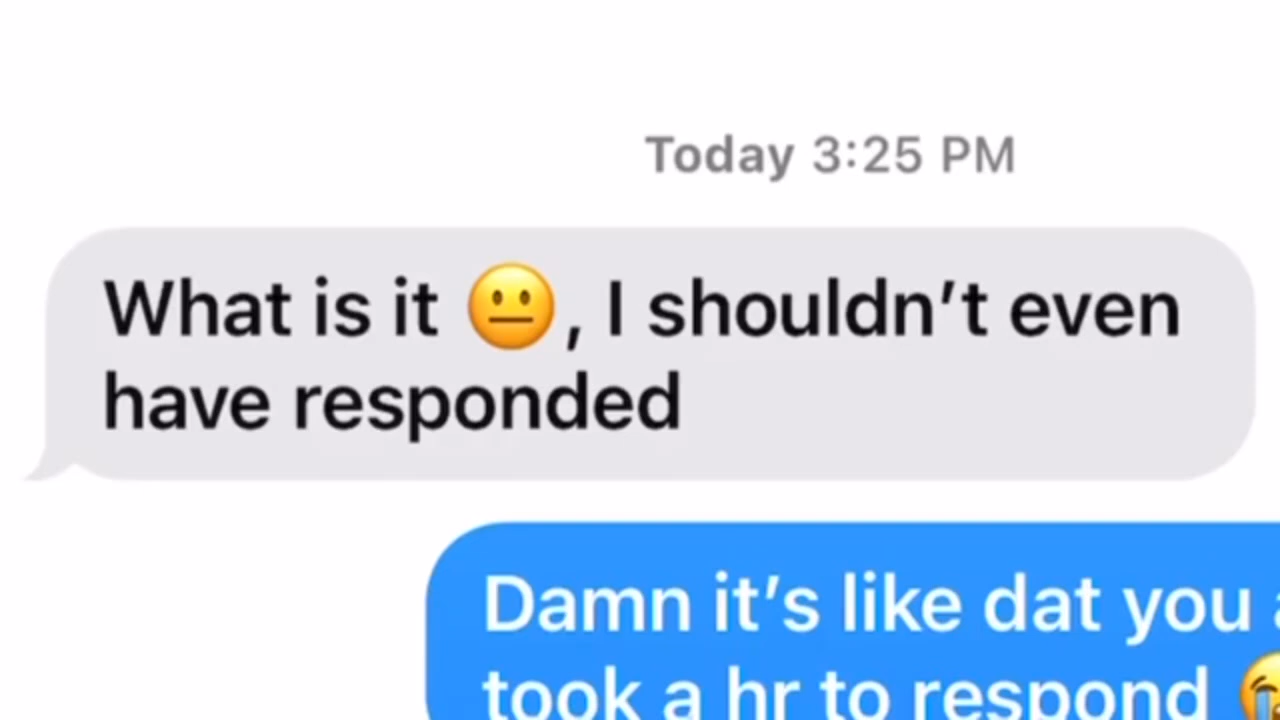 Today 3:25 PM
What is it 😐, I shouldn’t even
have responded
Damn it’s like dat you
took a hr to respond 😭